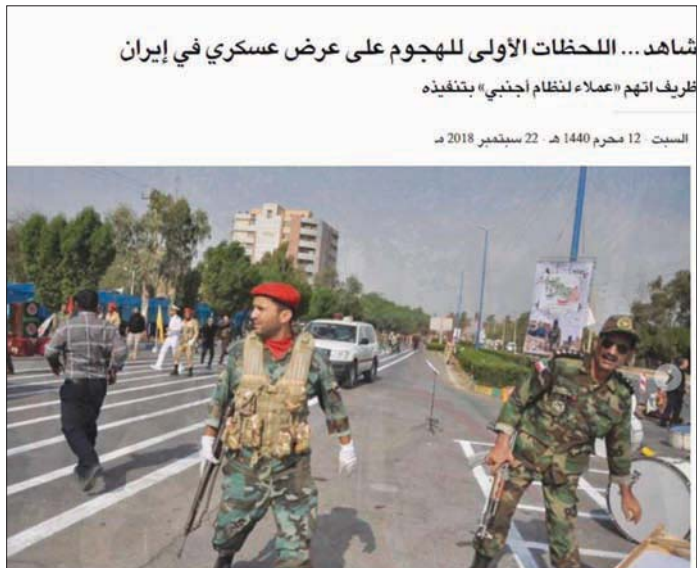 شاهد... اللحظات الأولى للهجوم على عرض عسكري في إيران
ظريف اتهم «عملاء لنظام أجنبي» بتنفيذه
السبت - 12 محرم 1440 هـ - 22 سبتمبر 2018 مـ